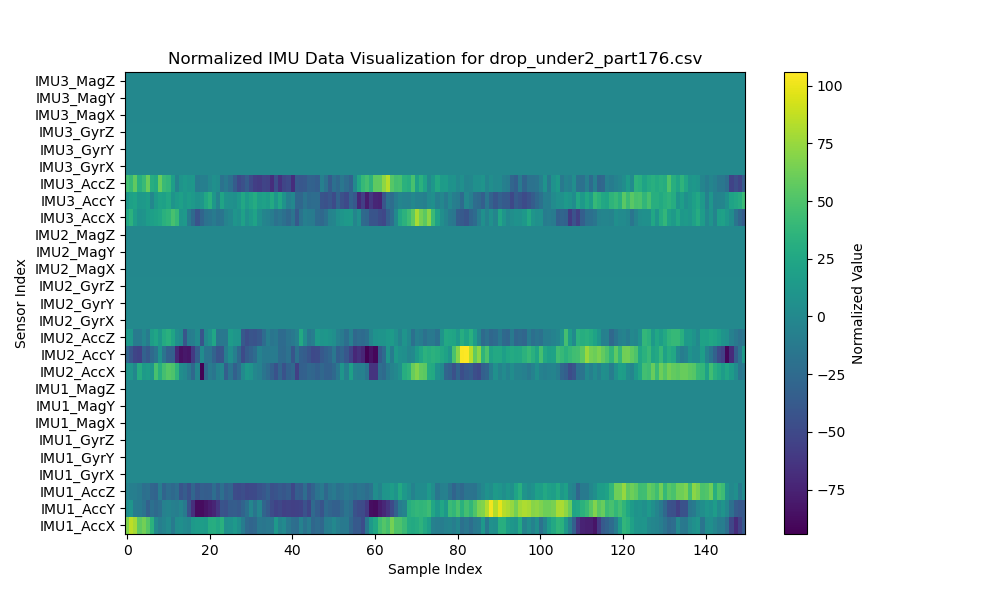 Normalized IMU Data Visualization for drop_under2_part176.csv
IMU3_MagZ
IMU3_MagY
IMU3_MagX
IMU3_GyrZ
IMU3_GyrY
IMU3_GyrX
IMU3_AccZ
IMU3_AccY
IMU3_AccX
IMU2_MagZ
IMU2_MagY
IMU2_MagX
IMU2_GyrZ
IMU2_GyrY
IMU2_GyrX
IMU2_AccZ
IMU2_AccY
IMU2_AccX
IMU1_MagZ
IMU1_MagY
IMU1_MagX
IMU1_GyrZ
IMU1_GyrY
IMU1_GyrX
IMU1_AccZ
IMU1_AccY
IMU1_AccX
Sensor Index
0 20 40 60 80 100 120 140
Sample Index
100
75
50
25
0
−25
−50
−75
Normalized Value